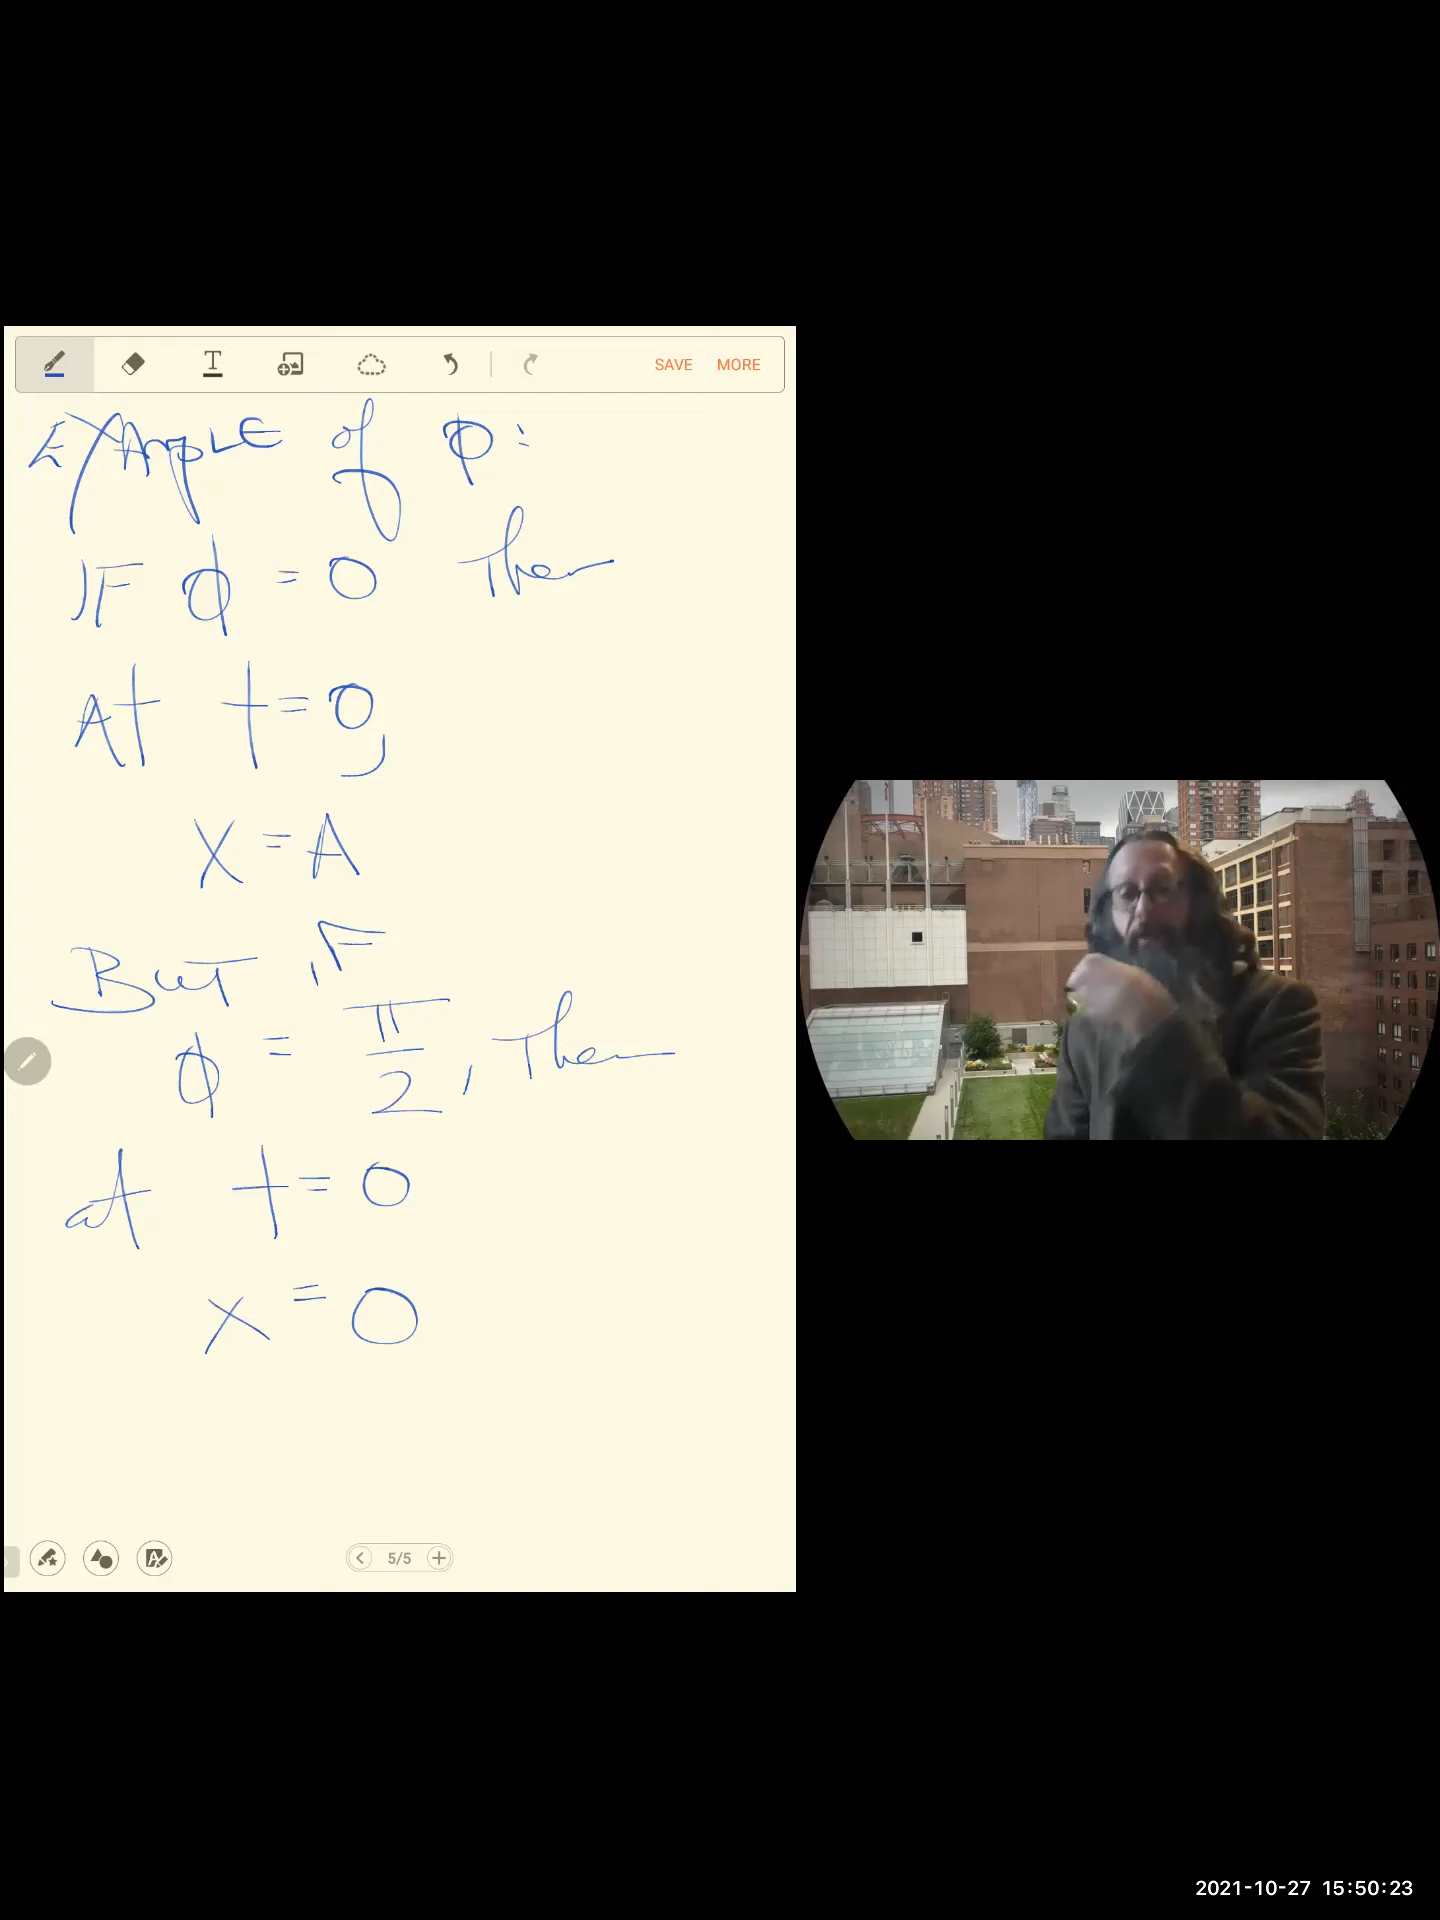 T
SAVE MORE
EXAMPLE of φ:
IF φ = 0 Then
At t = 0,
x = A
But IF
φ = π/2, Then
at t = 0
x = 0
A
5/5
2021-10-27 15:50:23